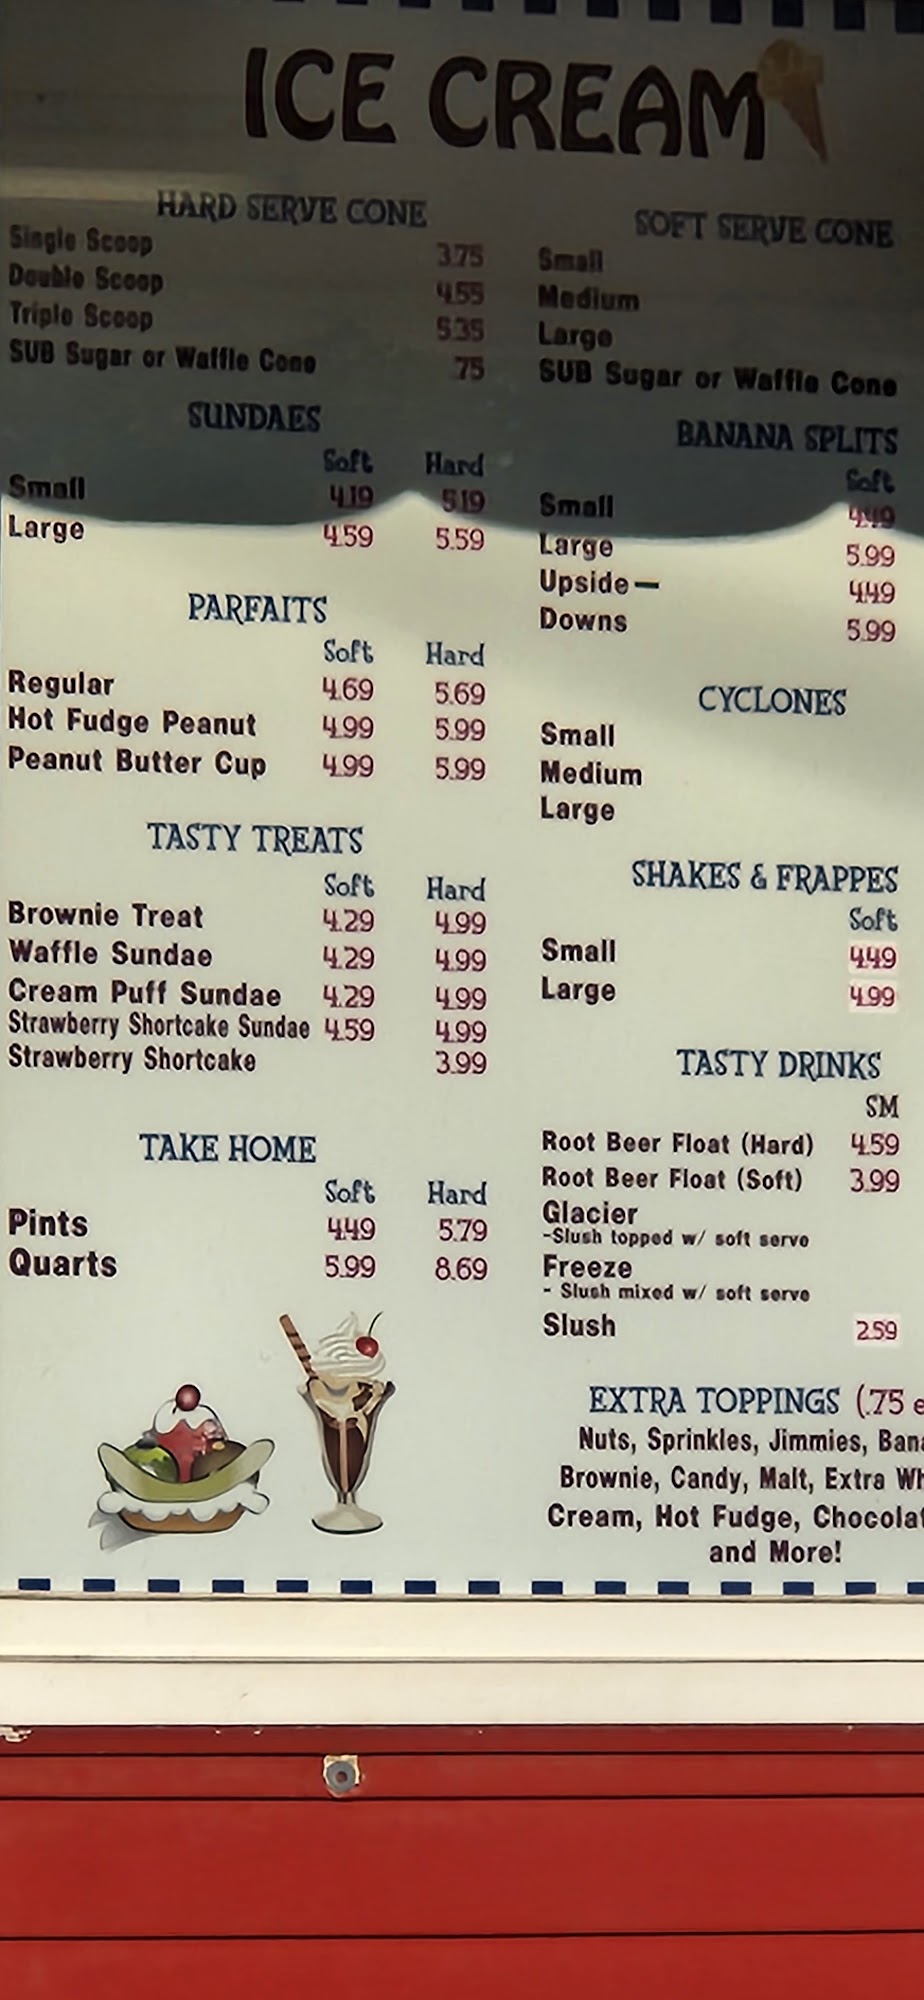 ICE CREAM
HARD SERVE CONE
Single Scoop 3.75
Double Scoop 4.55
Triple Scoop 5.35
SUB Sugar or Waffle Cone .75
SUNDAES
Soft Hard
Small 4.19 5.19
Large 4.59 5.59
PARFAITS
Soft Hard
Regular 4.69 5.69
Hot Fudge Peanut 4.99 5.99
Peanut Butter Cup 4.99 5.99
TASTY TREATS
Soft Hard
Brownie Treat 4.29 4.99
Waffle Sundae 4.29 4.99
Cream Puff Sundae 4.29 4.99
Strawberry Shortcake Sundae 4.59 4.99
Strawberry Shortcake 3.99
TAKE HOME
Soft Hard
Pints 4.49 5.79
Quarts 5.99 8.69
SOFT SERVE CONE
Small
Medium
Large
SUB Sugar or Waffle Cone
BANANA SPLITS
Soft
Small 4.49
Large 5.99
Upside- 4.49
Downs 5.99
CYCLONES
Small
Medium
Large
SHAKES & FRAPPES
Soft
Small 4.49
Large 4.99
TASTY DRINKS
SM
Root Beer Float (Hard) 4.59
Root Beer Float (Soft) 3.99
Glacier
-Slush topped w/ soft serve
Freeze
- Slush mixed w/ soft serve
Slush 2.59
EXTRA TOPPINGS (.75 e
Nuts, Sprinkles, Jimmies, Bana
Brownie, Candy, Malt, Extra Wh
Cream, Hot Fudge, Chocolat
and More!